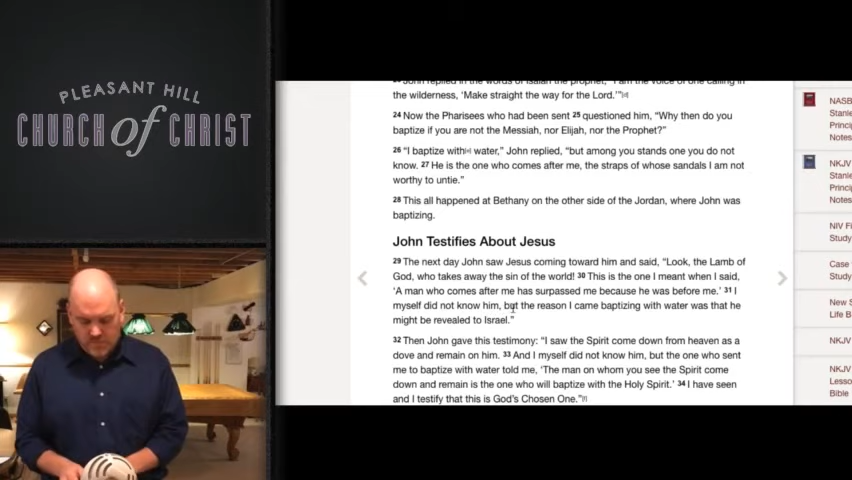 PLEASANT HILL
CHURCH of CHRIST
John replied in the words of Isaiah the prophet, "I am the voice of one calling in
the wilderness, 'Make straight the way for the Lord.'"
24 Now the Pharisees who had been sent 25 questioned him, "Why then do you
baptize if you are not the Messiah, nor Elijah, nor the Prophet?"
26 "I baptize with water," John replied, "but among you stands one you do not
know. 27 He is the one who comes after me, the straps of whose sandals I am not
worthy to untie."
28 This all happened at Bethany on the other side of the Jordan, where John was
baptizing.
John Testifies About Jesus
29 The next day John saw Jesus coming toward him and said, "Look, the Lamb of
God, who takes away the sin of the world! 30 This is the one I meant when I said,
'A man who comes after me has surpassed me because he was before me.' 31 I
myself did not know him, but the reason I came baptizing with water was that he
might be revealed to Israel."
32 Then John gave this testimony: "I saw the Spirit come down from heaven as a
dove and remain on him. 33 And I myself did not know him, but the one who sent
me to baptize with water told me, 'The man on whom you see the Spirit come
down and remain is the one who will baptize with the Holy Spirit.' 34 I have seen
and I testify that this is God's Chosen One."
NASB
Stanle
Princip
Notes
NKJV
Stanle
Princip
Notes
NIV Fi
Study
Case
Study
New S
Life B
NKJV
NKJV
Lesso
Bible